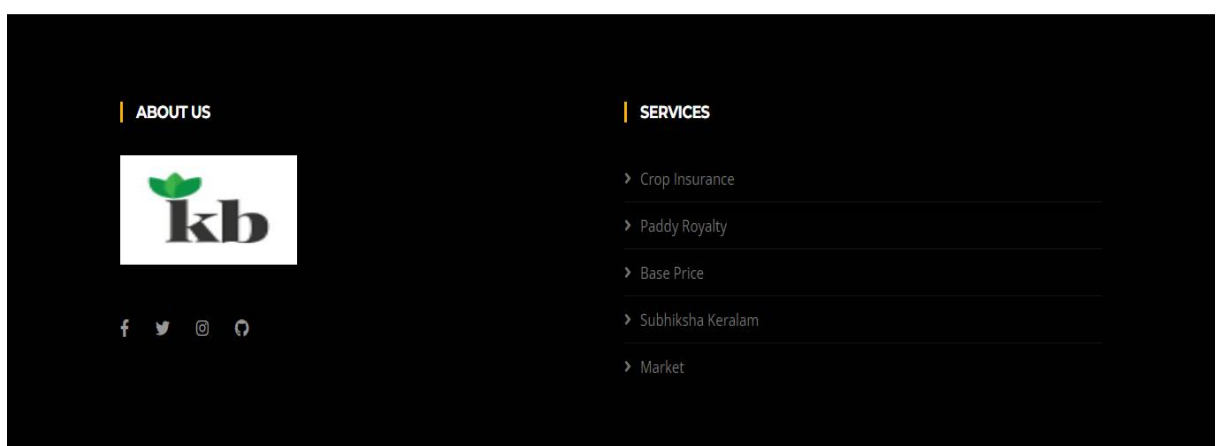 ABOUT US
kb
SERVICES
Crop Insurance
Paddy Royalty
Base Price
Subhiksha Keralam
Market